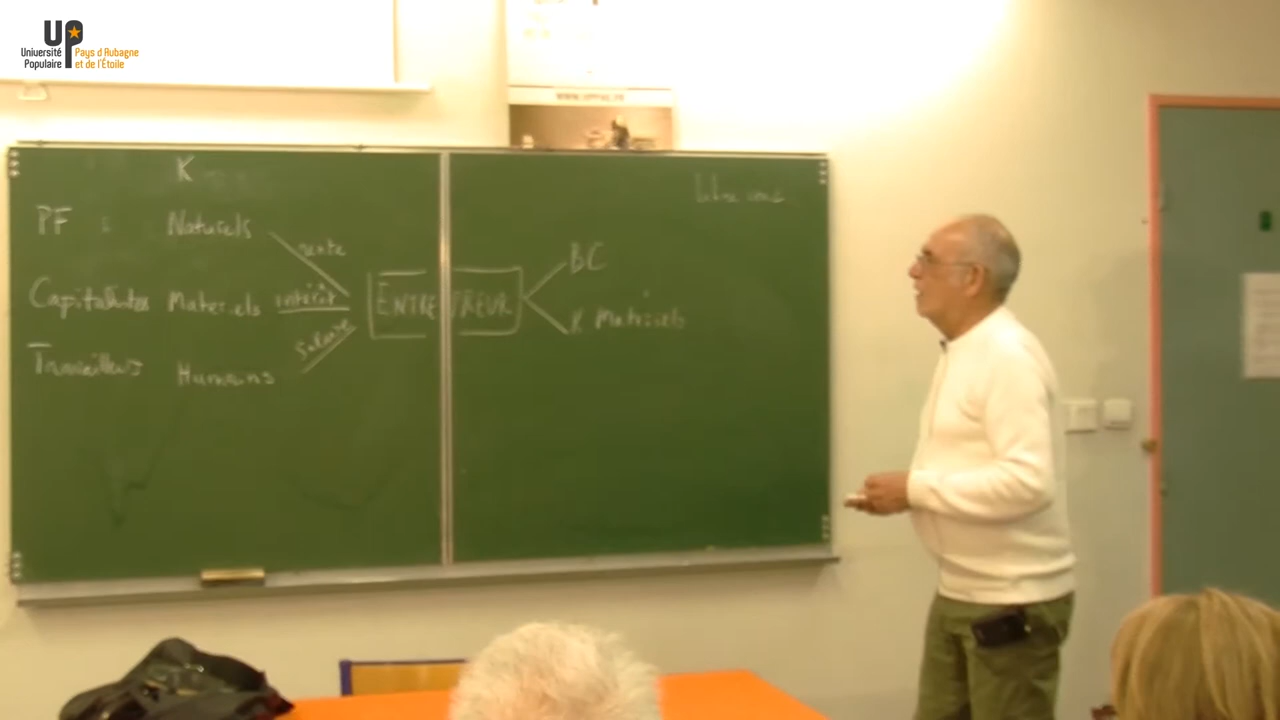 UP
Université Populaire
Pays d'Aubagne et de l'Étoile
K
PF : Naturels rente
Capitalistes Matériels intérêt
ENTREPRENEUR
BC
K Matériels
Travailleurs Humains salaire